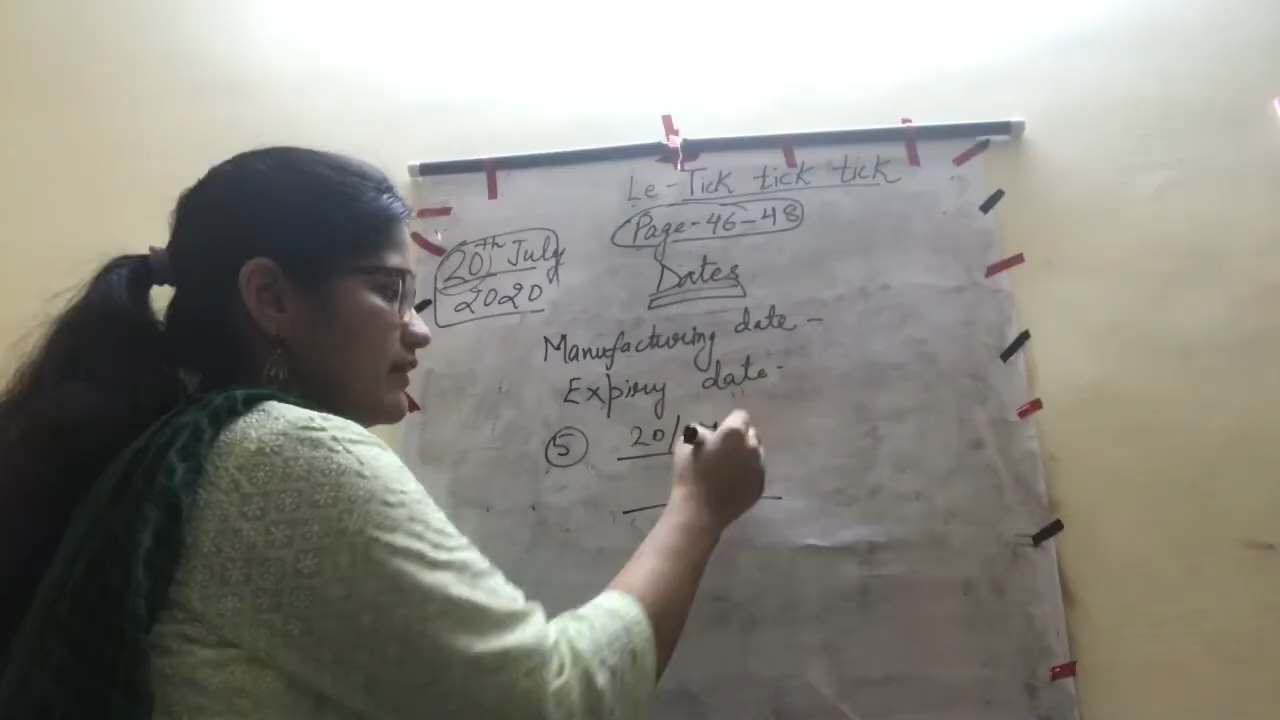 Le - Tick tick tick
Page - 46 - 48
20th July
2020
Dates
Manufacturing date -
Expiry date -
5 20/